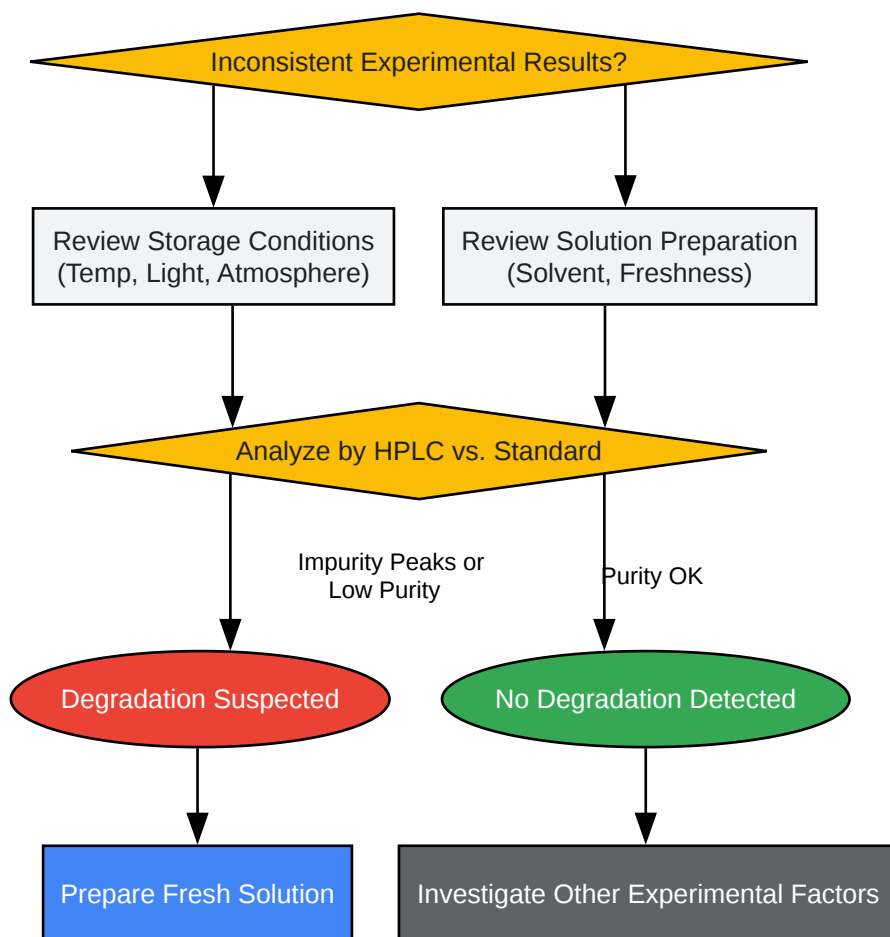 Inconsistent Experimental Results?
Review Storage Conditions
(Temp, Light, Atmosphere)
Review Solution Preparation
(Solvent, Freshness)
Analyze by HPLC vs. Standard
Impurity Peaks or
Low Purity
Purity OK
Degradation Suspected
No Degradation Detected
Prepare Fresh Solution
Investigate Other Experimental Factors